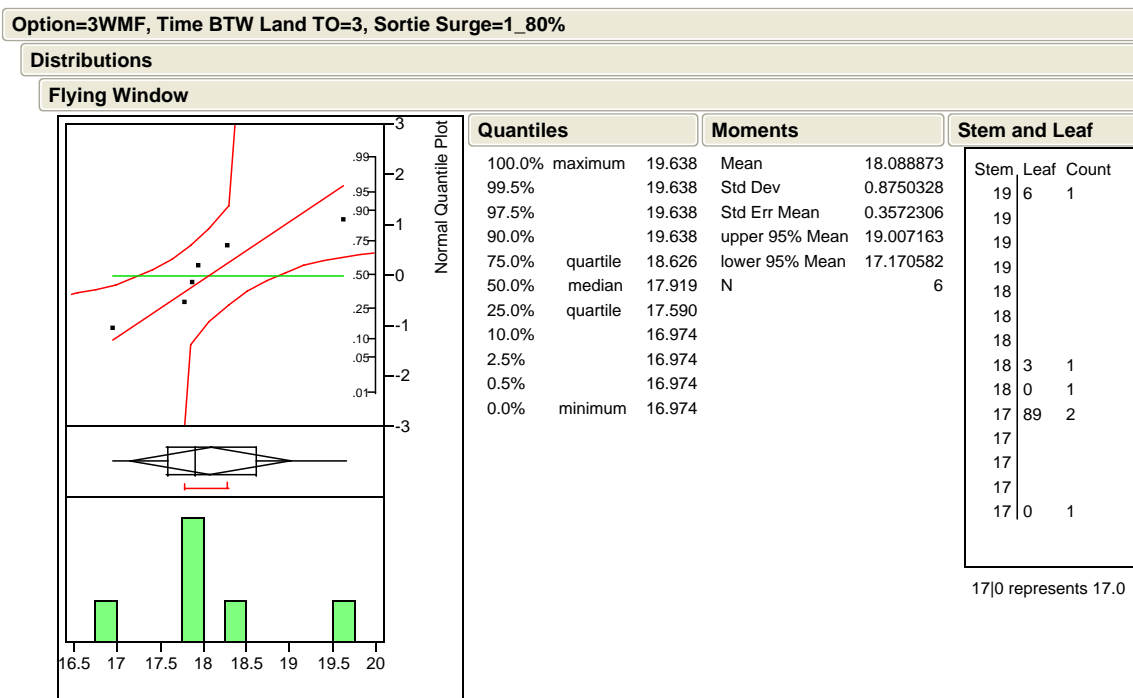 Option=3WMF, Time BTW Land TO=3, Sortie Surge=1_80%
Distributions
Flying Window
3
2
1
0
-1
-2
-3
.99
.95
.90
.75
.50
.25
.10
.05
.01
Normal Quantile Plot
16.5 17 17.5 18 18.5 19 19.5 20
Quantiles
100.0% maximum 19.638
99.5% 19.638
97.5% 19.638
90.0% 19.638
75.0% quartile 18.626
50.0% median 17.919
25.0% quartile 17.590
10.0% 16.974
2.5% 16.974
0.5% 16.974
0.0% minimum 16.974
Moments
Mean 18.088873
Std Dev 0.8750328
Std Err Mean 0.3572306
upper 95% Mean 19.007163
lower 95% Mean 17.170582
N 6
Stem and Leaf
Stem Leaf Count
19 6 1
19
19
19
18
18
18
18 3 1
18 0 1
17 89 2
17
17
17
17 0 1
17|0 represents 17.0